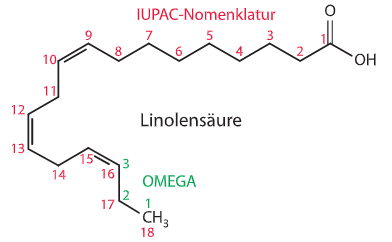 IUPAC-Nomenklatur
O
9 7 5 3 1
OH
10 8 6 4 2
11
12
Linolensäure
13
15 3
14 16 OMEGA
2 1
17 CH3
18